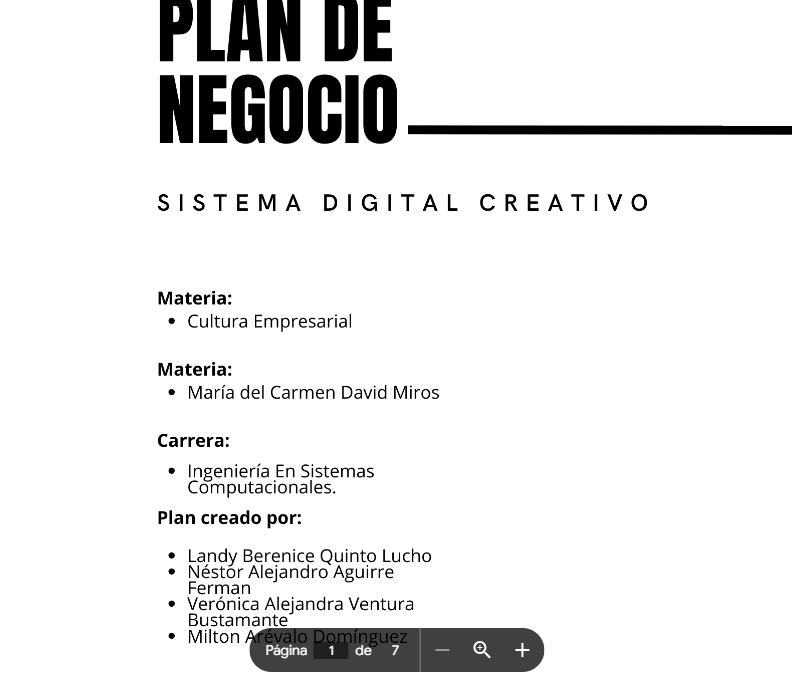 PLAN DE
NEGOCIO
SISTEMA DIGITAL CREATIVO
Materia:
• Cultura Empresarial
Materia:
• María del Carmen David Miros
Carrera:
• Ingeniería En Sistemas
Computacionales.
Plan creado por:
• Landy Berenice Quinto Lucho
• Néstor Alejandro Aguirre
Ferman
• Verónica Alejandra Ventura
Bustamante
• Milton Arévalo Domínguez
Página 1 de 7